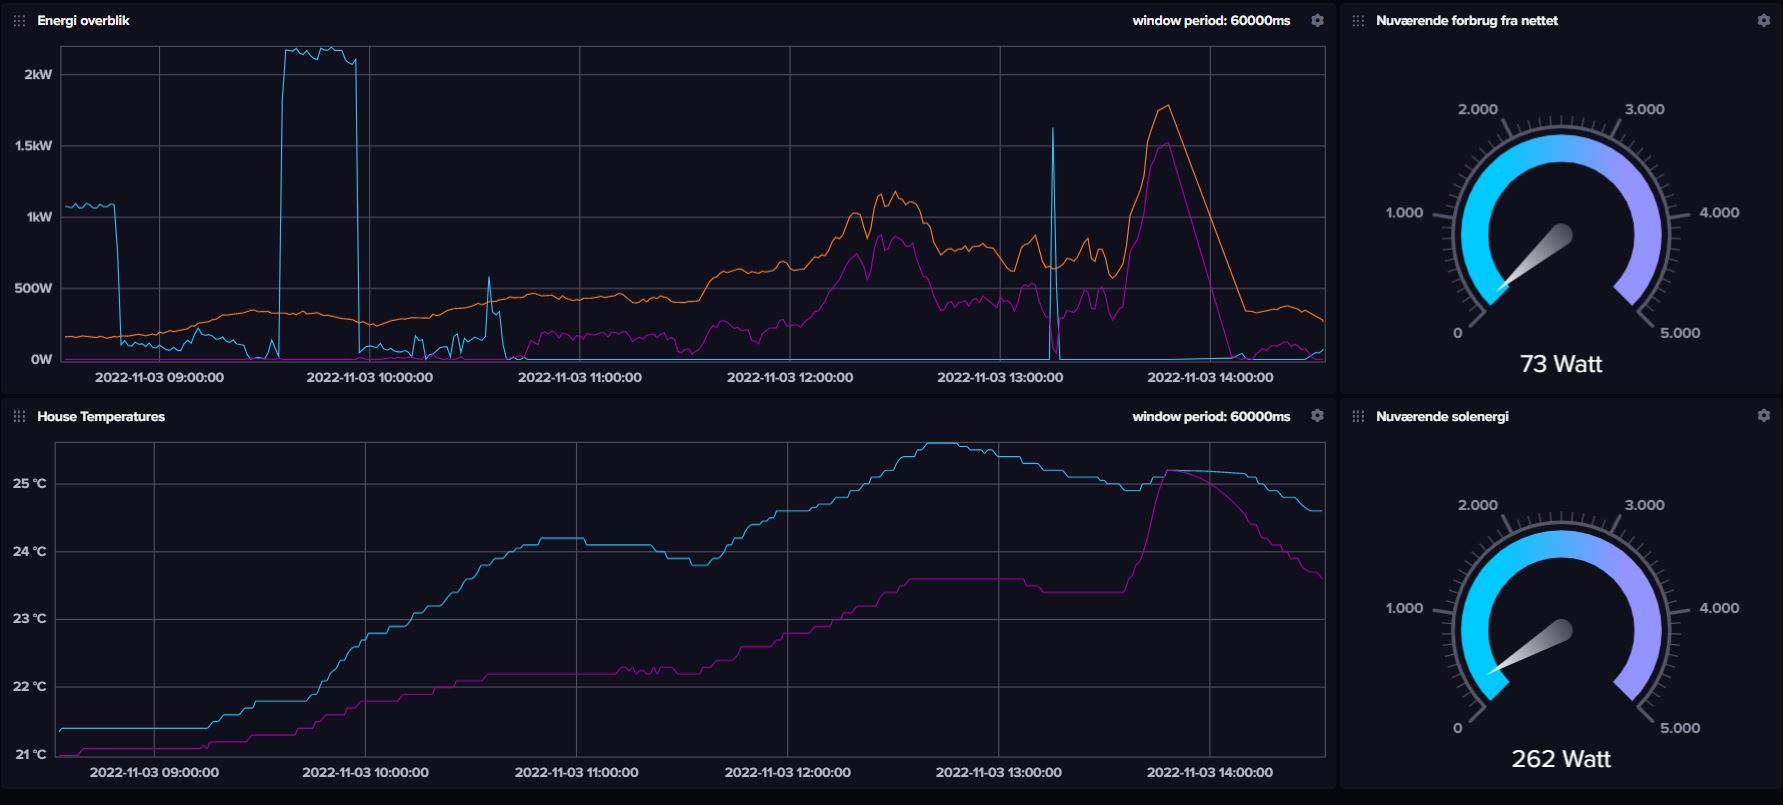 Energi overblik
window period: 60000ms
2kW
1.5kW
1kW
500W
0W
2022-11-03 09:00:00
2022-11-03 10:00:00
2022-11-03 11:00:00
2022-11-03 12:00:00
2022-11-03 13:00:00
2022-11-03 14:00:00
Nuværende forbrug fra nettet
2.000
3.000
1.000
4.000
0
5.000
73 Watt
House Temperatures
window period: 60000ms
25 °C
24 °C
23 °C
22 °C
21 °C
2022-11-03 09:00:00
2022-11-03 10:00:00
2022-11-03 11:00:00
2022-11-03 12:00:00
2022-11-03 13:00:00
2022-11-03 14:00:00
Nuværende solenergi
2.000
3.000
1.000
4.000
0
5.000
262 Watt